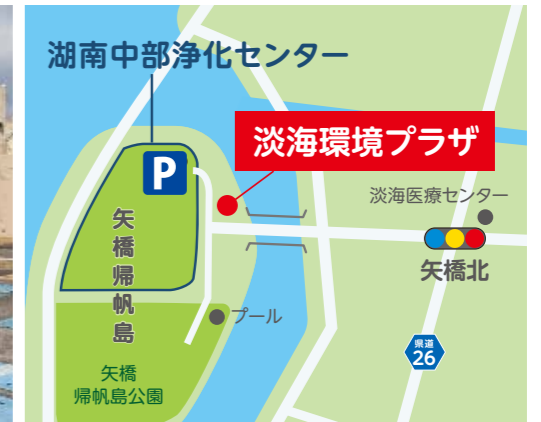 湖南中部浄化センター
淡海環境プラザ
P
淡海医療センター
矢橋帰帆島
矢橋北
プール
県道
26
矢橋
帰帆島公園